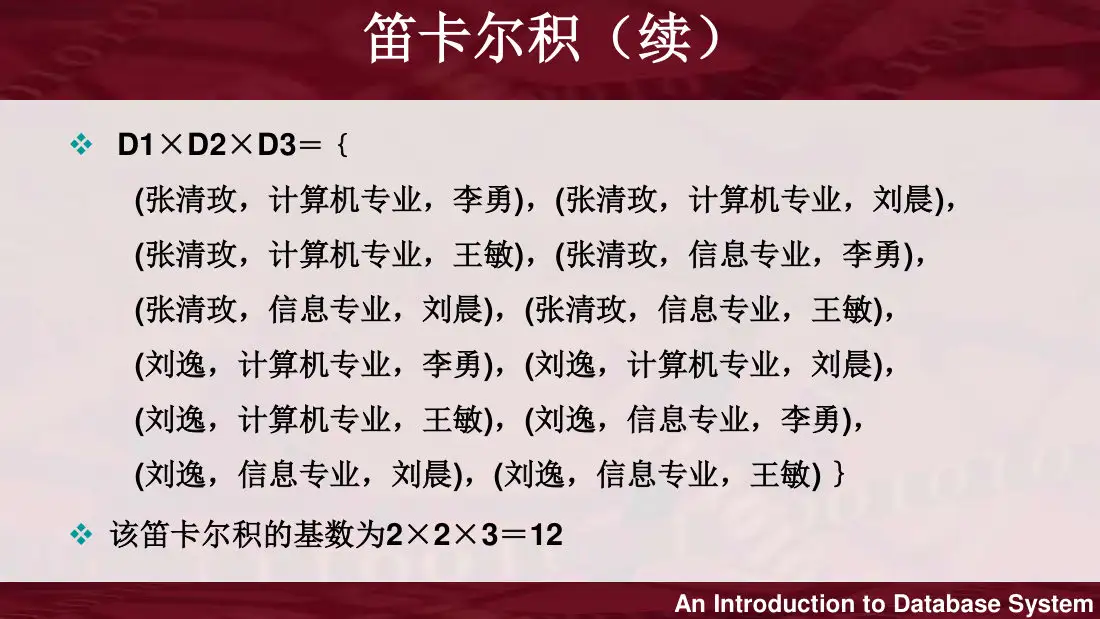 笛卡尔积（续）
D1×D2×D3＝｛
(张清玫，计算机专业，李勇)，(张清玫，计算机专业，刘晨)，
(张清玫，计算机专业，王敏)，(张清玫，信息专业，李勇)，
(张清玫，信息专业，刘晨)，(张清玫，信息专业，王敏)，
(刘逸，计算机专业，李勇)，(刘逸，计算机专业，刘晨)，
(刘逸，计算机专业，王敏)，(刘逸，信息专业，李勇)，
(刘逸，信息专业，刘晨)，(刘逸，信息专业，王敏) ｝
该笛卡尔积的基数为2×2×3＝12
An Introduction to Database System